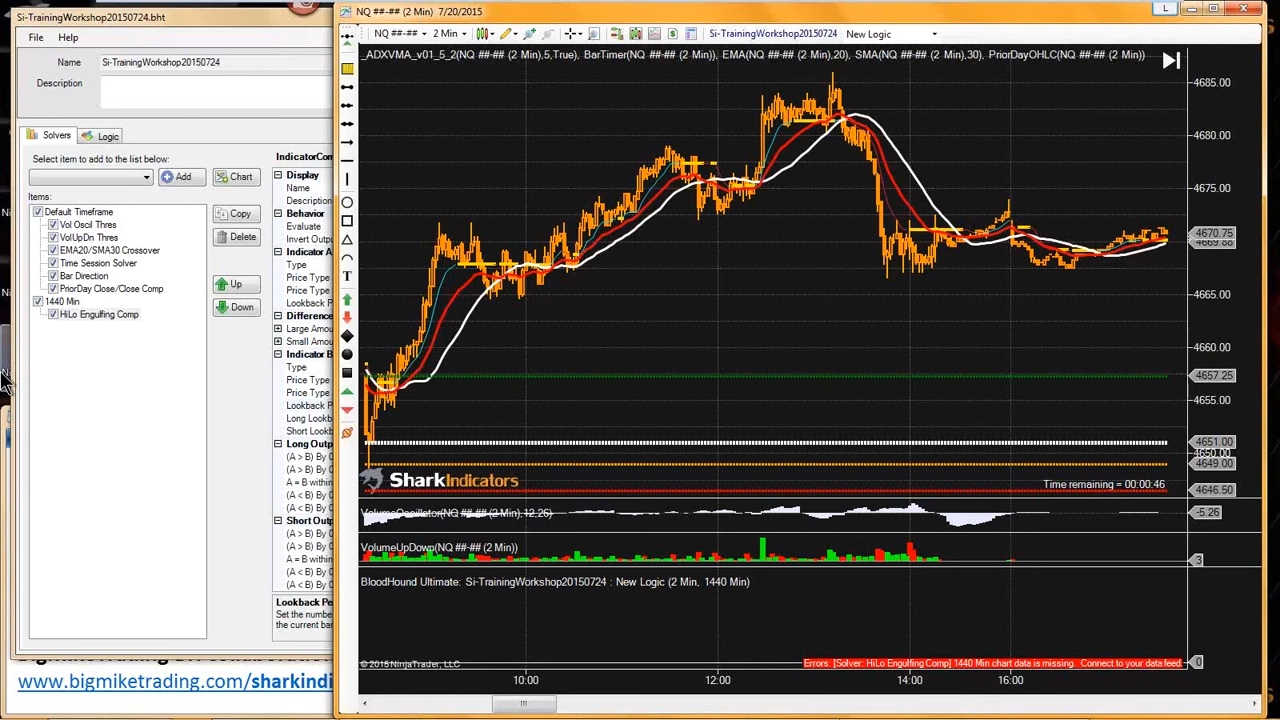 Si-TrainingWorkshop20150724.bht
File Help
Name Si-TrainingWorkshop20150724
Description
Solvers Logic
Select item to add to the list below:
Add Chart
Items:
Copy
Delete
Up
Down
Default Timeframe
Vol Oscil Thres
VolUpDn Thres
EMA20/SMA30 Crossover
Time Session Solver
Bar Direction
PriorDay Close/Close Comp
1440 Min
HiLo Engulfing Comp
IndicatorCom
Display
Name
Description
Behavior
Evaluate
Invert Outp
Indicator A
Type
Price Type
Lookback
Difference
Large Amou
Small Amou
Indicator B
Type
Price Type
Lookback P
Long Lookb
Short Lookb
Long Outp
(A > B) By (
(A > B) By 0
A = B within
(A < B) By 0
(A < B) By (
Short Outp
(A > B) By (
(A > B) By 0
A = B within
(A < B) By 0
(A < B) By (
Lookback Pe
Set the numbe
the current bar
www.bigmiketrading.com/sharkindi
NQ ##-## (2 Min) 7/20/2015
L
NQ ##-## 2 Min Si-TrainingWorkshop20150724 New Logic
_ADXVMA_v01_5_2(NQ ##-## (2 Min),5,True), BarTimer(NQ ##-## (2 Min)), EMA(NQ ##-## (2 Min),20), SMA(NQ ##-## (2 Min),30), PriorDayOHLC(NQ ##-## (2 Min))
T
4685.00
4680.00
4675.00
4670.75
4665.00
4660.00
4657.25
4655.00
4651.00
4650.00
4649.00
4646.50
SharkIndicators
Time remaining = 00:00:46
VolumeOscillator(NQ ##-## (2 Min),12,26)
-5.26
VolumeUpDown(NQ ##-## (2 Min))
3
BloodHound Ultimate: Si-TrainingWorkshop20150724 : New Logic (2 Min, 1440 Min)
© 2015 NinjaTrader, LLC
Errors: [Solver: HiLo Engulfing Comp] 1440 Min chart data is missing. Connect to your data feed.
0
10:00 12:00 14:00 16:00